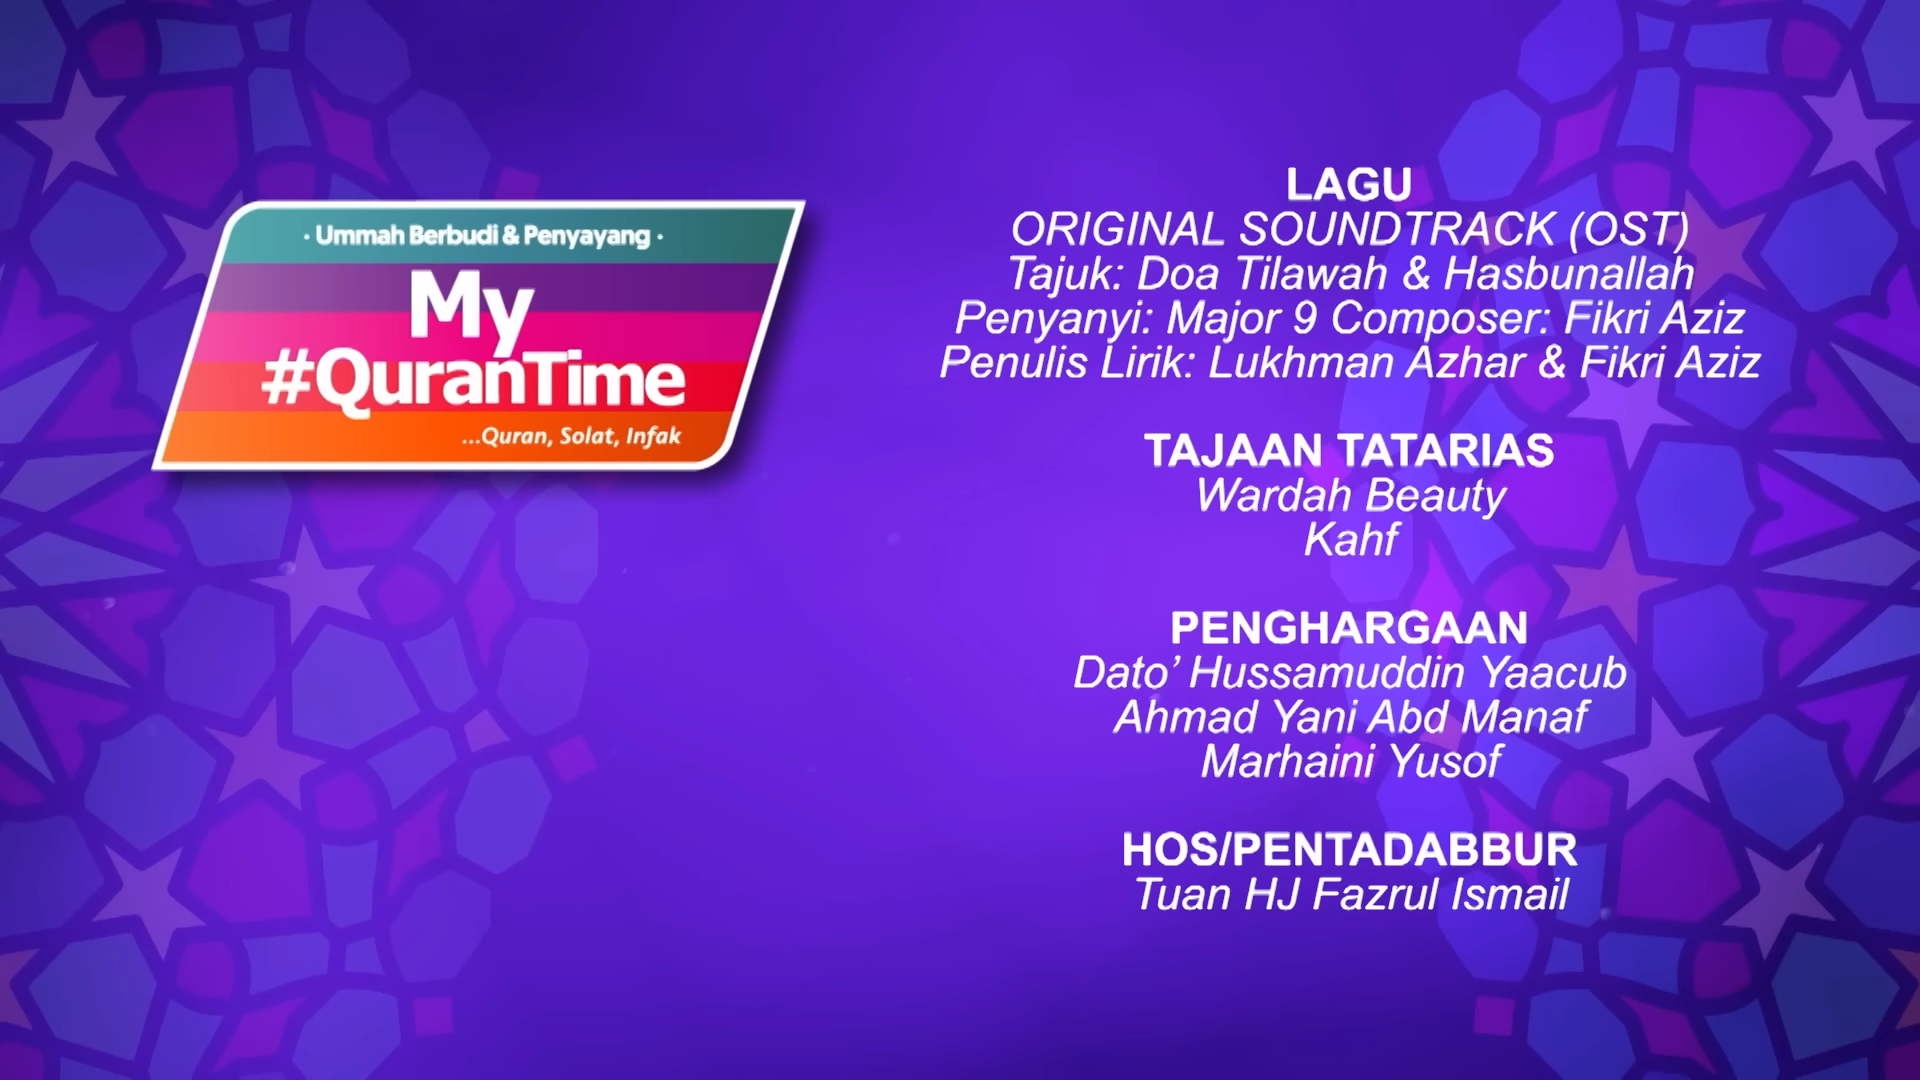 · Ummah Berbudi & Penyayang ·
My
#QuranTime
...Quran, Solat, Infak
LAGU
ORIGINAL SOUNDTRACK (OST)
Tajuk: Doa Tilawah & Hasbunallah
Penyanyi: Major 9 Composer: Fikri Aziz
Penulis Lirik: Lukhman Azhar & Fikri Aziz
TAJAAN TATARIAS
Wardah Beauty
Kahf
PENGHARGAAN
Dato’ Hussamuddin Yaacub
Ahmad Yani Abd Manaf
Marhaini Yusof
HOS/PENTADABBUR
Tuan HJ Fazrul Ismail